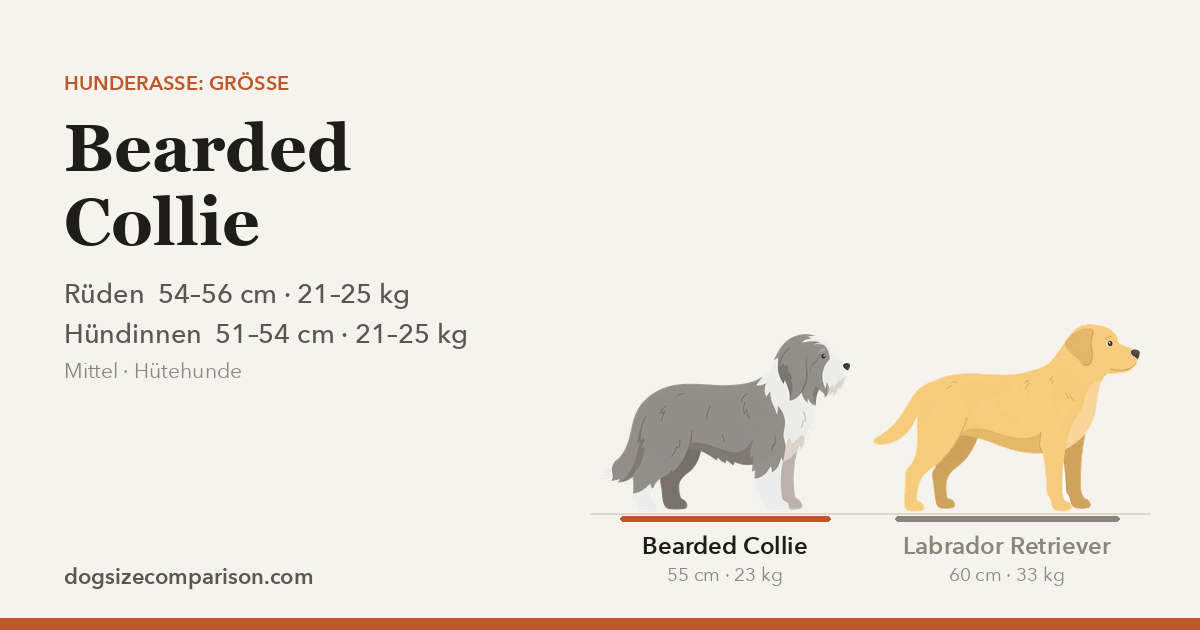 HUNDERASSE: GRÖSSE
Bearded
Collie
Rüden 54–56 cm · 21–25 kg
Hündinnen 51–54 cm · 21–25 kg
Mittel · Hütehunde
Bearded Collie
55 cm · 23 kg
Labrador Retriever
60 cm · 33 kg
dogsizecomparison.com